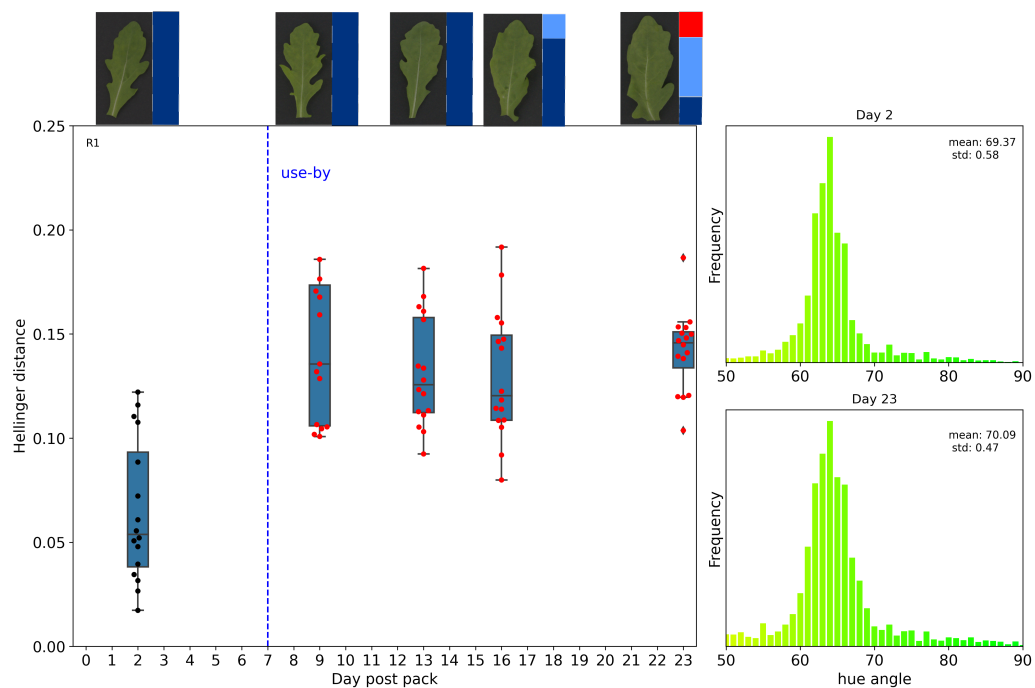 R1
use-by
0.25
0.20
0.15
0.10
0.05
0.00
Hellinger distance
0 1 2 3 4 5 6 7 8 9 10 11 12 13 14 15 16 17 18 19 20 21 22 23
Day post pack
Day 2
mean: 69.37
std: 0.58
Frequency
50 60 70 80 90
Day 23
mean: 70.09
std: 0.47
Frequency
50 60 70 80 90
hue angle